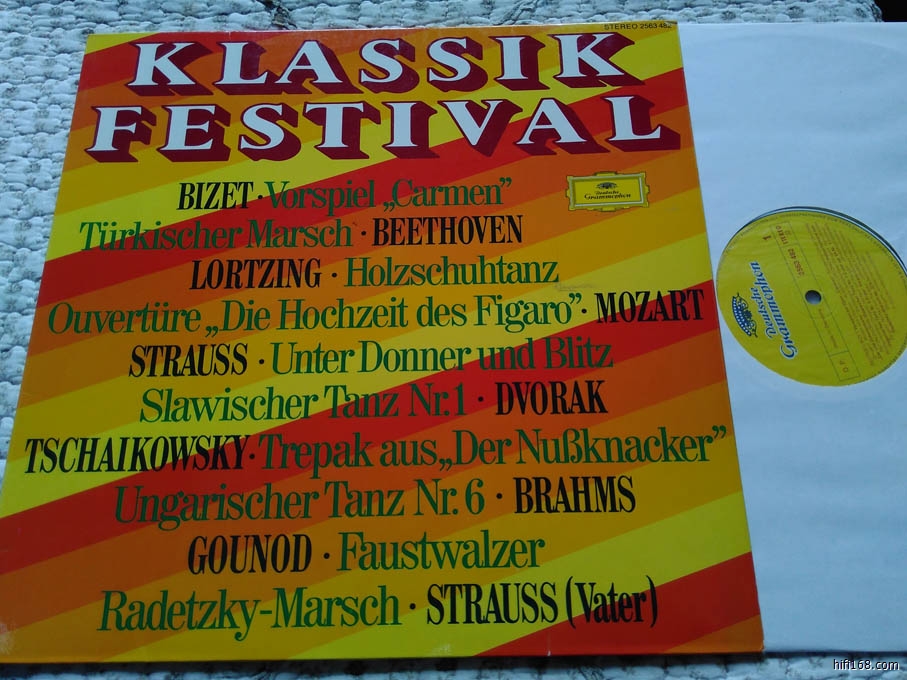 STEREO 2563 482
KLASSIK
FESTIVAL
BIZET · Vorspiel „Carmen”
Deutsche
Grammophon
Türkischer Marsch · BEETHOVEN
LORTZING · Holzschuhtanz
Ouvertüre „Die Hochzeit des Figaro” · MOZART
STRAUSS · Unter Donner und Blitz
Slawischer Tanz Nr. 1 · DVORAK
TSCHAIKOWSKY · Trepak aus „Der Nußknacker”
Ungarischer Tanz Nr. 6 · BRAHMS
GOUNOD · Faustwalzer
Radetzky-Marsch · STRAUSS (Vater)
Deutsche
Grammophon
1
hifi168.com